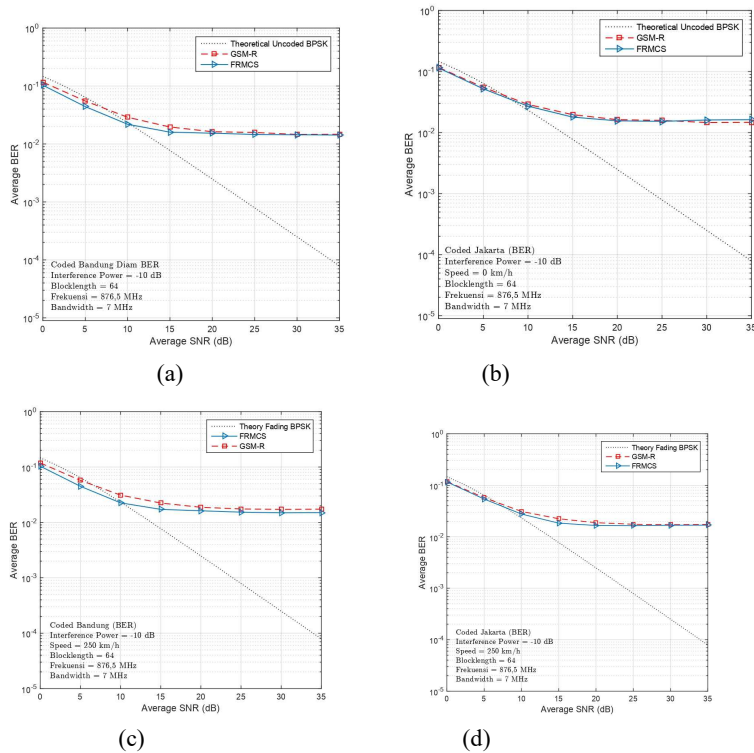 10^0
10^-1
10^-2
10^-3
10^-4
10^-5
Average BER
Theoretical Uncoded BPSK
GSM-R
FRMCS
Coded Bandung Diam BER
Interference Power = -10 dB
Blocklength = 64
Frekuensi = 876,5 MHz
Bandwidth = 7 MHz
0 5 10 15 20 25 30 35
Average SNR (dB)
(a)
10^0
10^-1
10^-2
10^-3
10^-4
10^-5
Average BER
Theoretical Uncoded BPSK
GSM-R
FRMCS
Coded Jakarta (BER)
Interference Power = -10 dB
Speed = 0 km/h
Blocklength = 64
Frekuensi = 876,5 MHz
Bandwidth = 7 MHz
0 5 10 15 20 25 30 35
Average SNR (dB)
(b)
10^0
10^-1
10^-2
10^-3
10^-4
10^-5
Average BER
Theory Fading BPSK
FRMCS
GSM-R
Coded Bandung (BER)
Interference Power = -10 dB
Speed = 250 km/h
Blocklength = 64
Frekuensi = 876,5 MHz
Bandwidth = 7 MHz
0 5 10 15 20 25 30 35
Average SNR (dB)
(c)
10^0
10^-1
10^-2
10^-3
10^-4
10^-5
Average BER
Theory Fading BPSK
GSM-R
FRMCS
Coded Jakarta (BER)
Interference Power = -10 dB
Speed = 250 km/h
Blocklength = 64
Frekuensi = 876,5 MHz
Bandwidth = 7 MHz
0 5 10 15 20 25 30 35
Average SNR (dB)
(d)